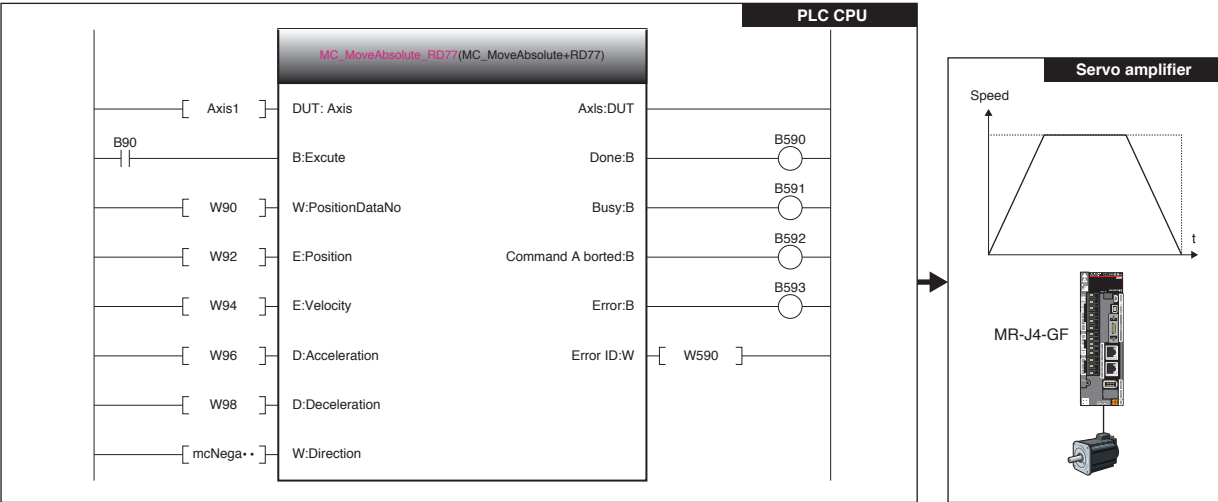 PLC CPU
MC_MoveAbsolute_RD77(MC_MoveAbsolute+RD77)
Axis1 DUT: Axis AxIs:DUT
B90 B590
B:Excute Done:B
B591
W90 W:PositionDataNo Busy:B
B592
W92 E:Position Command A borted:B
B593
W94 E:Velocity Error:B
W96 D:Acceleration Error ID:W W590
W98 D:Deceleration
mcNega・・ W:Direction
Servo amplifier
Speed
t
MR-J4-GF